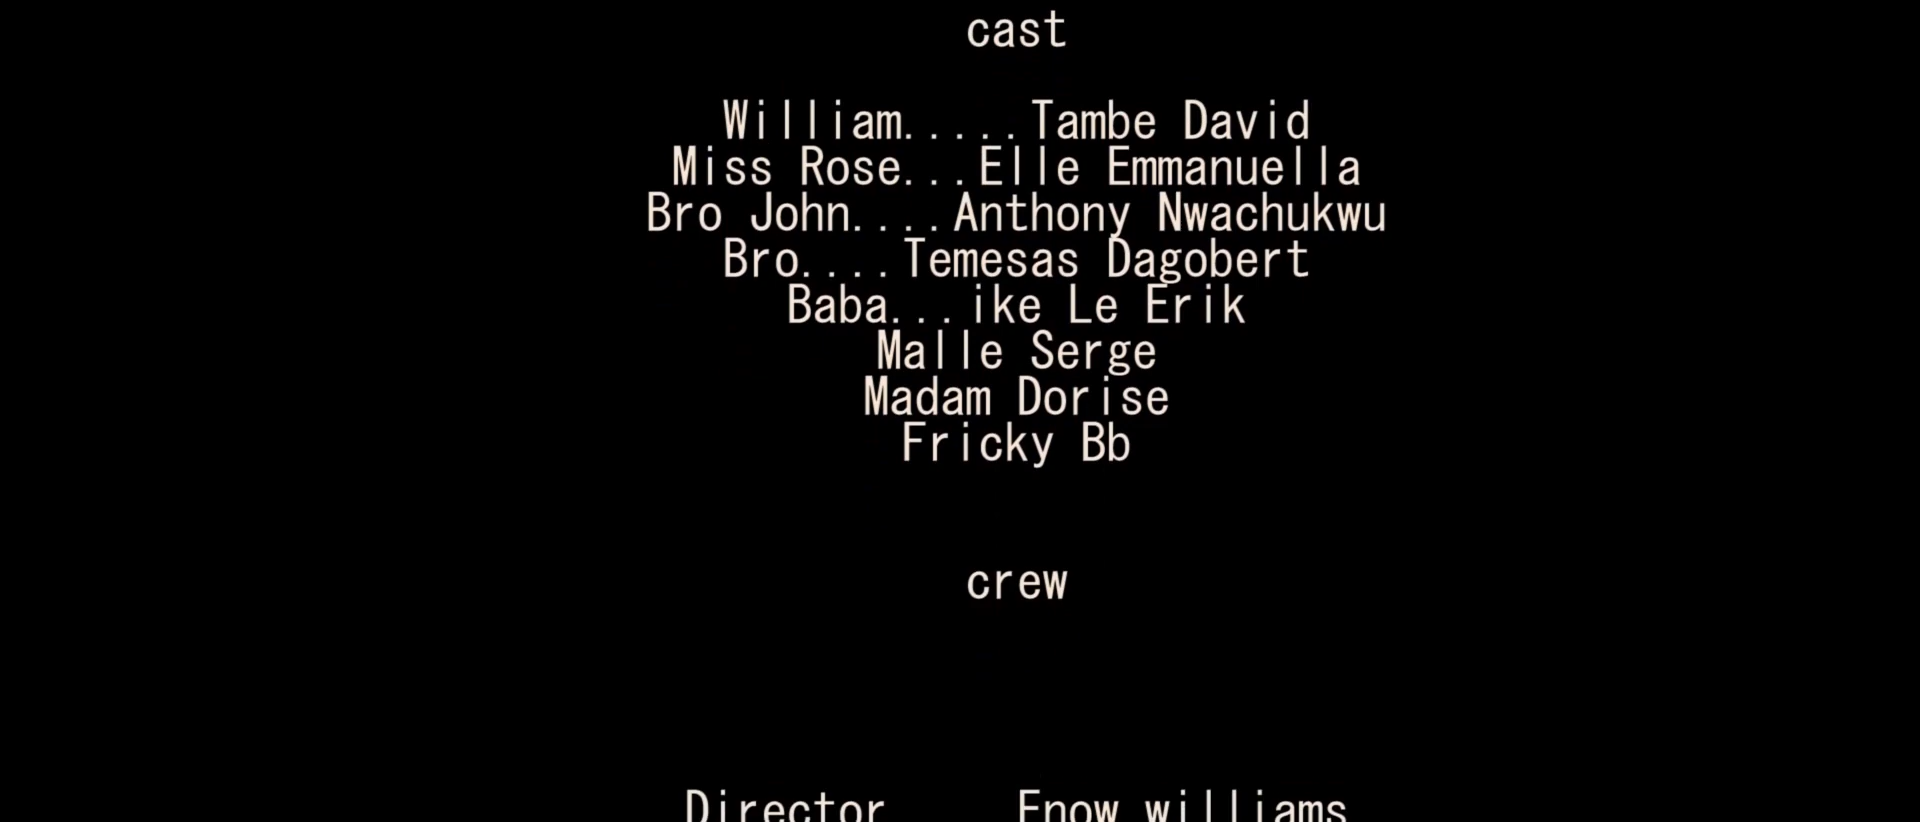 cast
William.....Tambe David
Miss Rose...Elle Emmanuella
Bro John....Anthony Nwachukwu
Bro....Temesas Dagobert
Baba...ike Le Erik
Malle Serge
Madam Dorise
Fricky Bb
crew
Director Enow williams